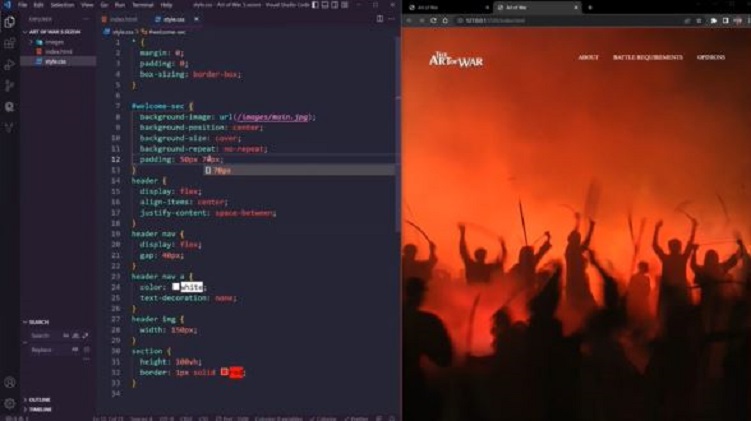 File Edit Selection View Go Run Terminal Help
index.html
style.css
ART OF WAR
images
index.html
style.css
style.css > #welcome-sec
1 * {
2 margin: 0;
3 padding: 0;
4 box-sizing: border-box;
5 }
6
7 #welcome-sec {
8 background-image: url(/images/main.jpg);
9 background-position: center;
10 background-size: cover;
11 background-repeat: no-repeat;
12 padding: 50px 70px;
70px
13 }
14 header {
15 display: flex;
16 align-items: center;
17 justify-content: space-between;
18 }
19 header nav {
20 display: flex;
21 gap: 40px;
22 }
23 header nav a {
24 color: white;
25 text-decoration: none;
26 }
27 header img {
28 width: 150px;
29 }
30 section {
31 height: 100vh;
32 border: 1px solid red;
33 }
SEARCH
Search
Replace
OUTLINE
TIMELINE
Art of War
Art of War
THE
ART OF WAR
ABOUT BATTLE REQUIREMENTS OPTIONS